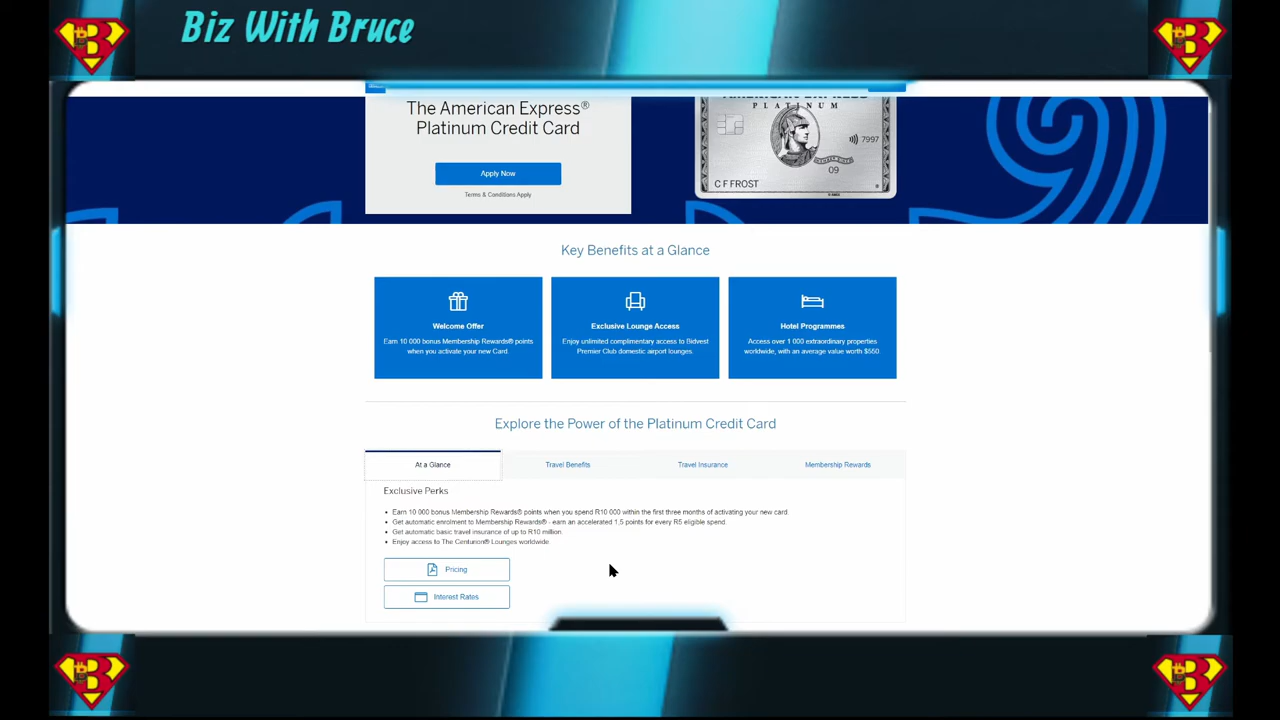 Biz With Bruce
The American Express®
Platinum Credit Card
Apply Now
Terms & Conditions Apply
AMERICAN EXPRESS
PLATINUM
7997
09
C F FROST
Key Benefits at a Glance
Welcome Offer
Earn 10 000 bonus Membership Rewards® points
when you activate your new Card.
Exclusive Lounge Access
Enjoy unlimited complimentary access to Bidvest
Premier Club domestic airport lounges.
Hotel Programmes
Access over 1 000 extraordinary properties
worldwide, with an average value worth $550.
Explore the Power of the Platinum Credit Card
At a Glance
Travel Benefits
Travel Insurance
Membership Rewards
Exclusive Perks
Earn 10 000 bonus Membership Rewards® points when you spend R10 000 within the first three months of activating your new card.
Get automatic enrolment to Membership Rewards® - earn an accelerated 1,5 points for every R5 eligible spend.
Get automatic basic travel insurance of up to R10 million
Enjoy access to The Centurion® Lounges worldwide.
Pricing
Interest Rates